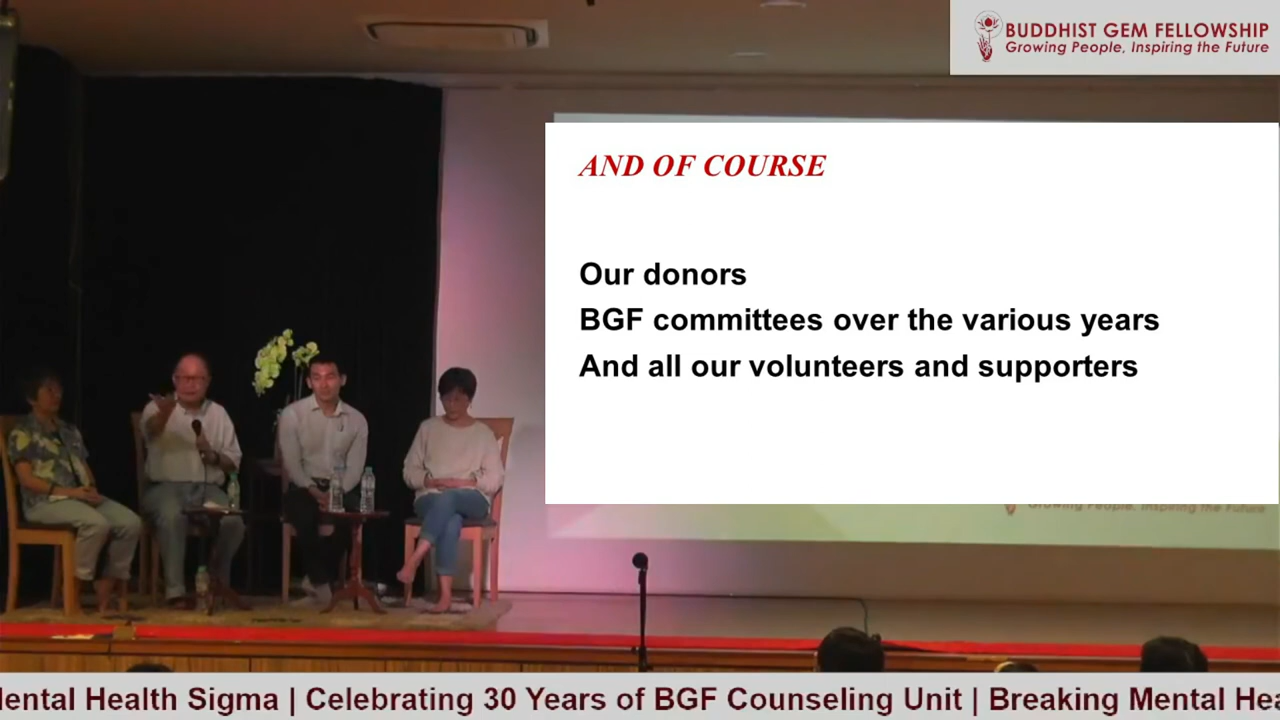 BUDDHIST GEM FELLOWSHIP
Growing People, Inspiring the Future
AND OF COURSE
Our donors
BGF committees over the various years
And all our volunteers and supporters
Growing People, Inspiring the Future
Mental Health Sigma | Celebrating 30 Years of BGF Counseling Unit | Breaking Mental Hea